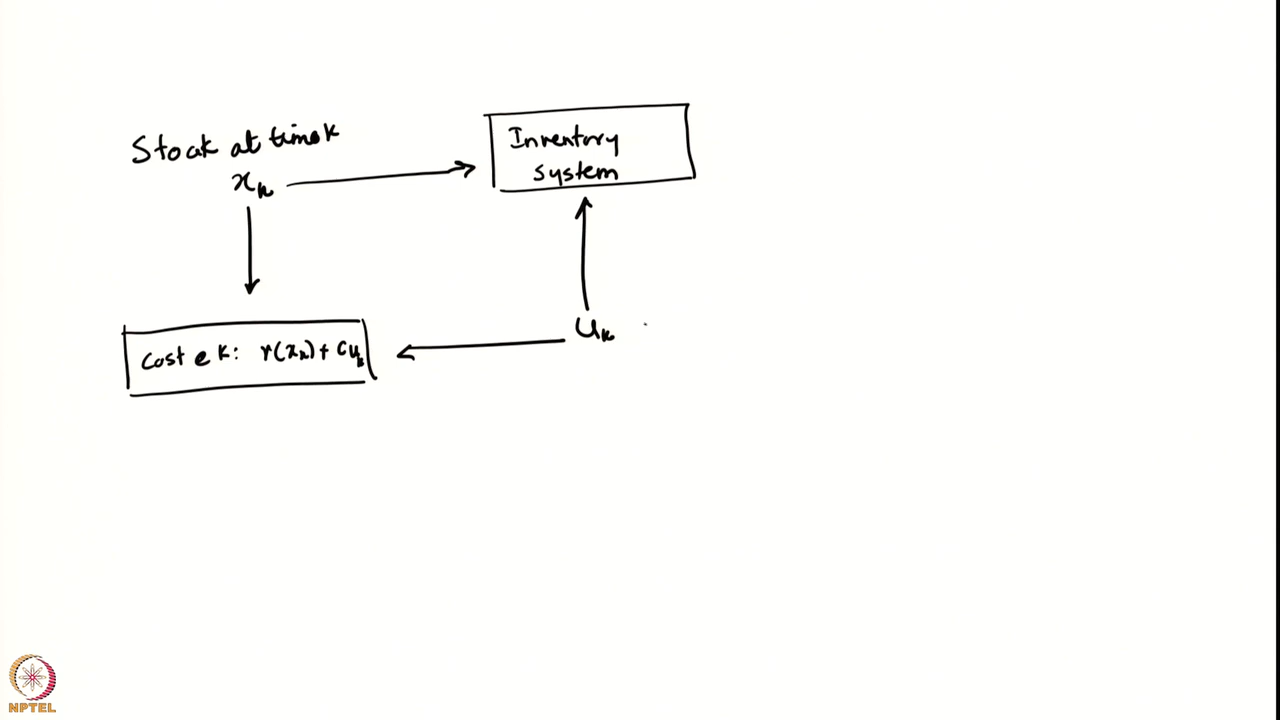 Stock at time k
x_k
Inventory
system
u_k
Cost @ k: r(x_k) + cu_k
NPTEL